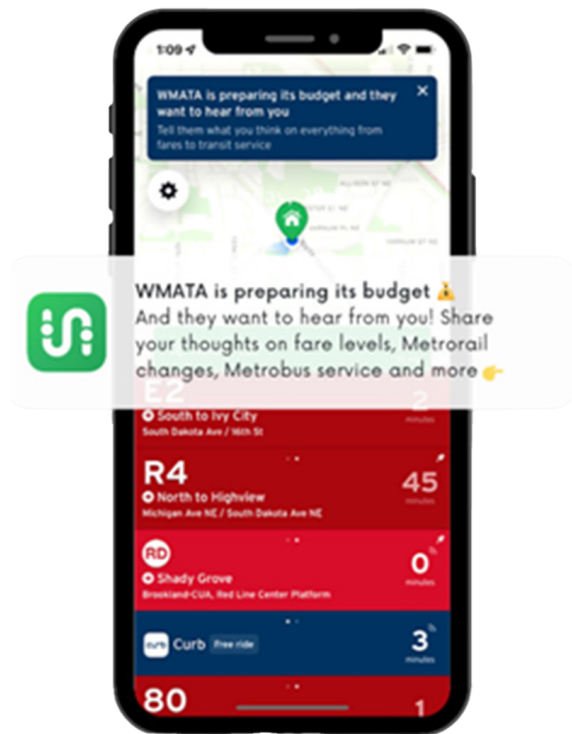 1:09
WMATA is preparing its budget and they
want to hear from you
Tell them what you think on everything from
fares to transit service
WMATA is preparing its budget 💰
And they want to hear from you! Share
your thoughts on fare levels, Metrorail
changes, Metrobus service and more 👉
E2
2
South to Ivy City
minutes
South Dakota Ave / 16th St
R4
45
North to Highview
minutes
Michigan Ave NE / South Dakota Ave NE
RD
0
Shady Grove
minutes
Brookland-CUA, Red Line Center Platform
curb
Curb
Free ride
3
minutes
80
1